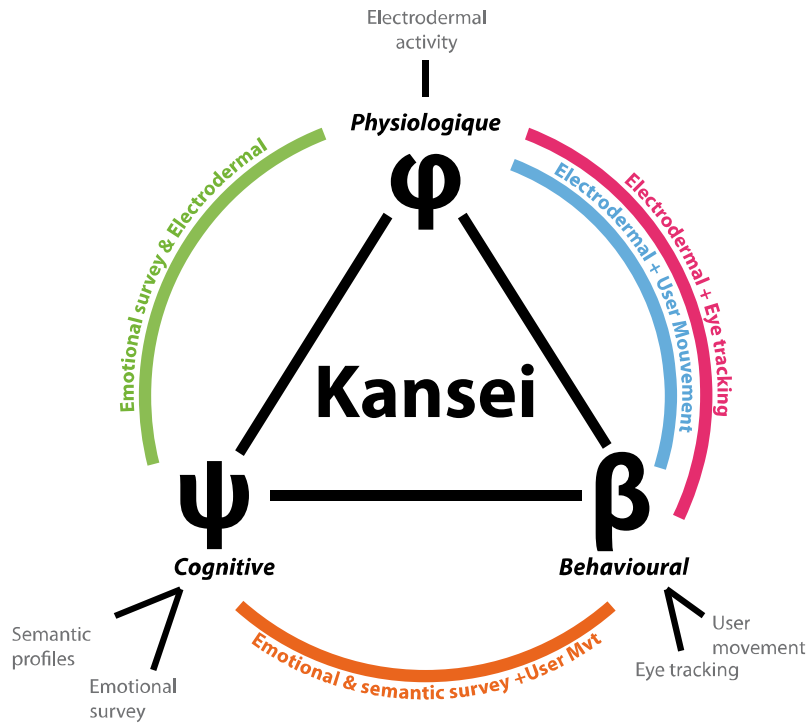 Electrodermal
activity
Physiologique
φ
Emotional survey & Electrodermal
Electrodermal + Eye tracking
Electrodermal + User Mouvement
Kansei
ψ
β
Cognitive
Behavioural
Semantic
profiles
Emotional
survey
Emotional & semantic survey +User Mvt
User
movement
Eye tracking